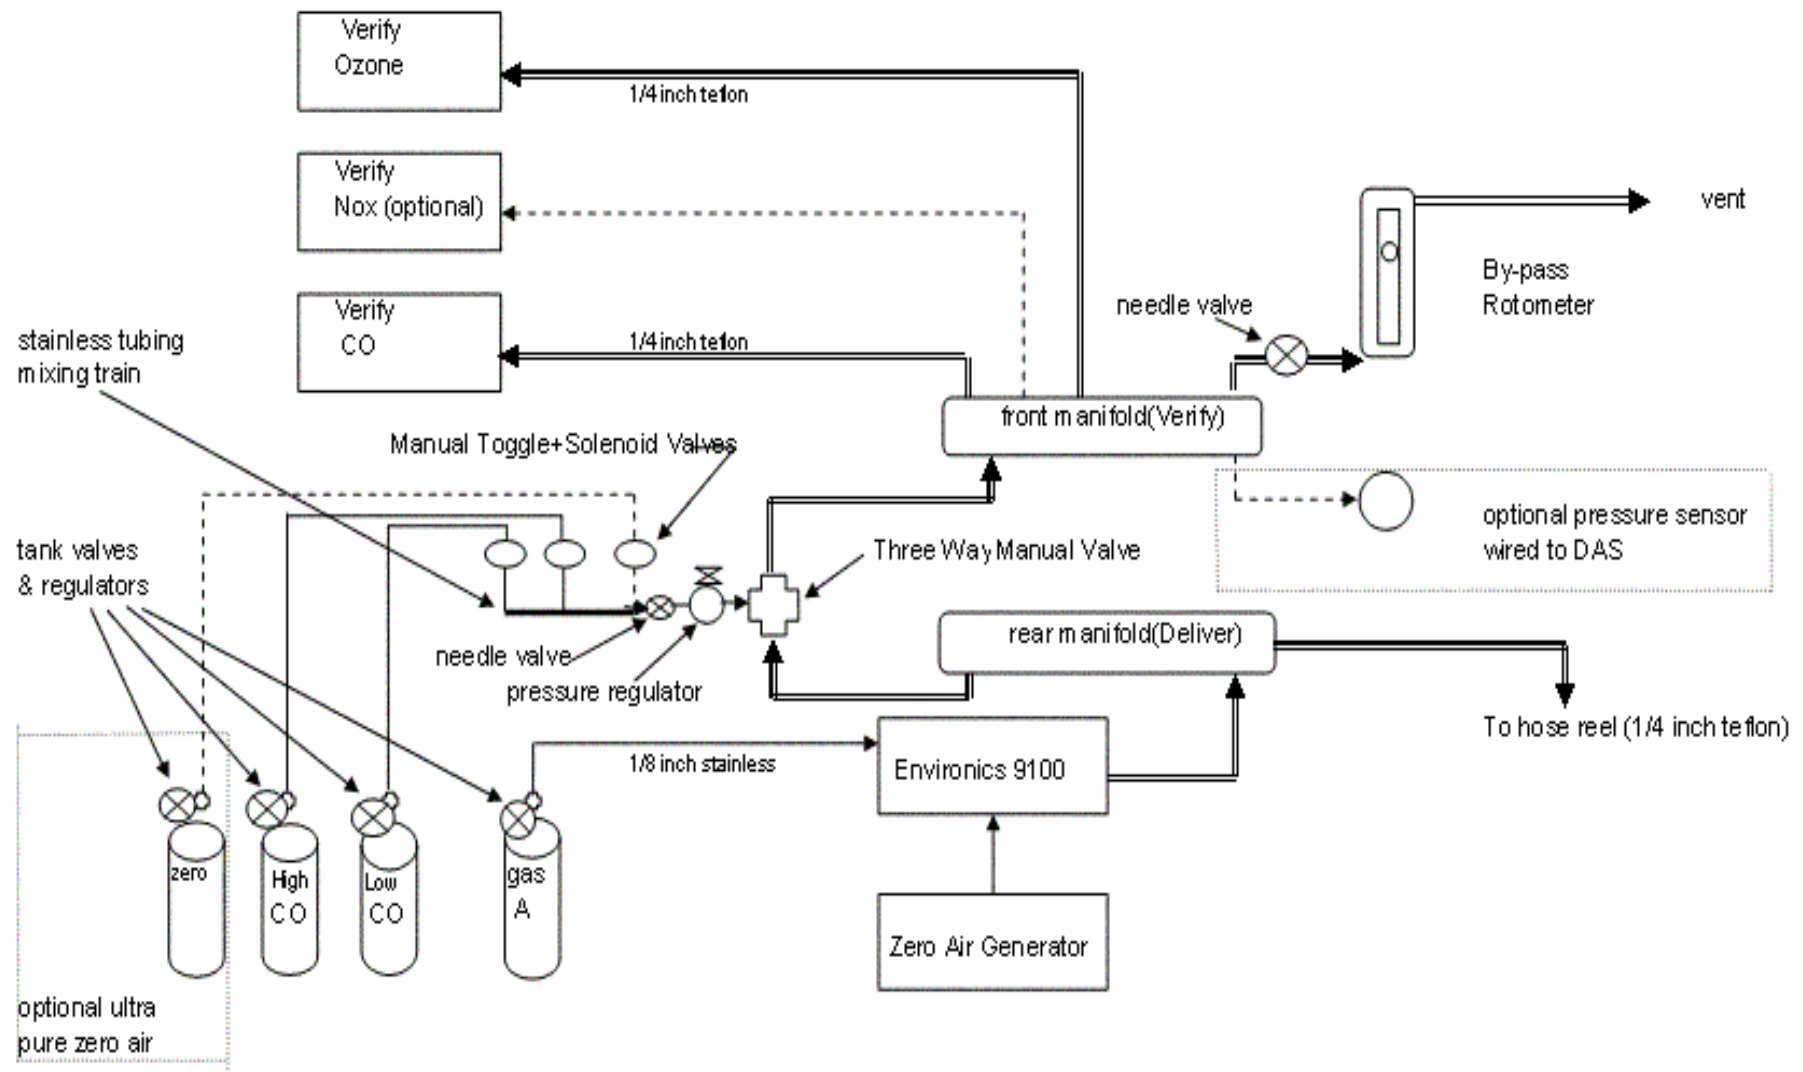 Verify
Ozone
1/4 inch teflon
Verify
Nox (optional)
vent
By-pass
Rotometer
needle valve
Verify
CO
1/4 inch teflon
stainless tubing
mixing train
front manifold(Verify)
Manual Toggle+Solenoid Valves
optional pressure sensor
wired to DAS
tank valves
& regulators
Three Way Manual Valve
rear manifold(Deliver)
needle valve
pressure regulator
To hose reel (1/4 inch teflon)
1/8 inch stainless
Environics 9100
zero
High
CO
Low
CO
gas
A
Zero Air Generator
optional ultra
pure zero air